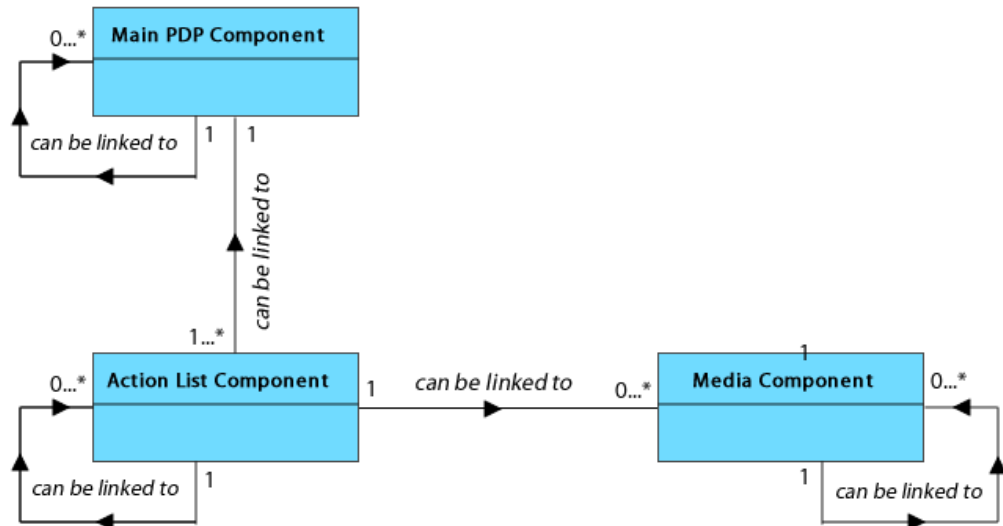 0...*
Main PDP Component
can be linked to
1
1
can be linked to
1...*
0...*
Action List Component
1
can be linked to
0...*
1
Media Component
0...*
can be linked to
1
1
can be linked to